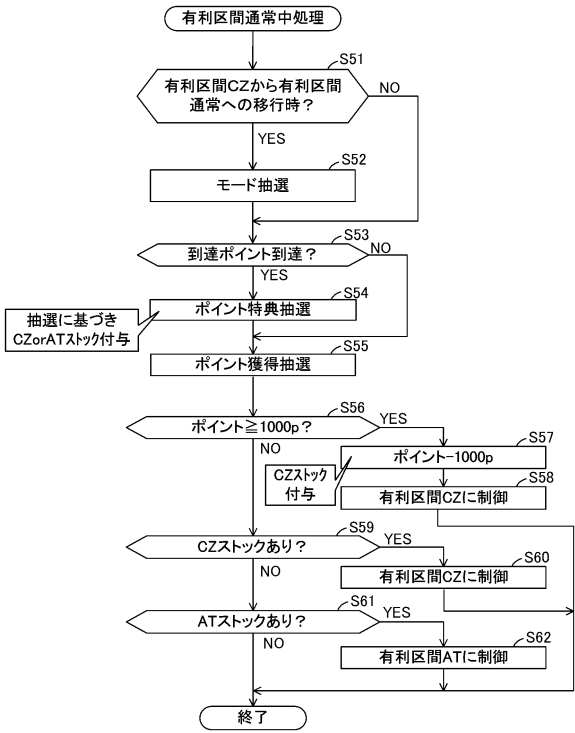 有利区間通常中処理
S51
有利区間CZから有利区間
通常への移行時？
NO
YES
S52
モード抽選
S53
到達ポイント到達？
NO
YES
S54
ポイント特典抽選
抽選に基づき
CZorATストック付与
S55
ポイント獲得抽選
S56
ポイント≧1000p？
YES
NO
S57
ポイント-1000p
CZストック
付与
S58
有利区間CZに制御
S59
CZストックあり？
YES
NO
S60
有利区間CZに制御
S61
ATストックあり？
YES
NO
S62
有利区間ATに制御
終了